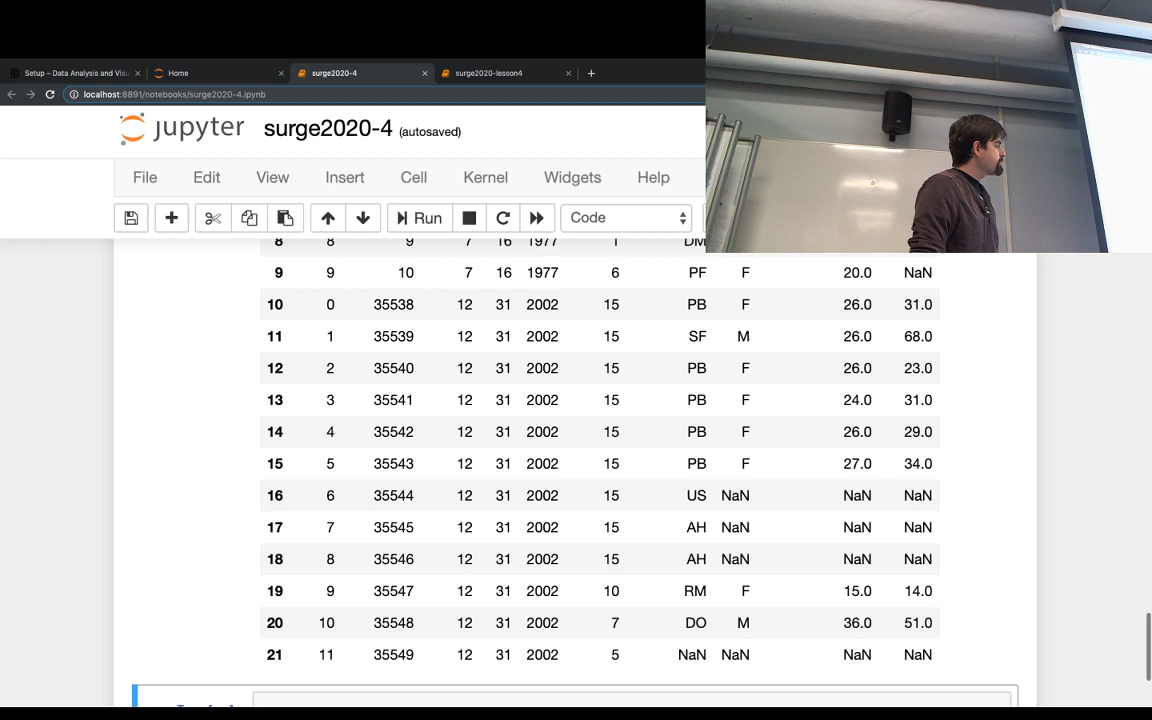 Setup – Data Analysis and Visu
Home
surge2020-4
surge2020-lesson4
localhost:8891/notebooks/surge2020-4.ipynb
jupyter surge2020-4 (autosaved)
File Edit View Insert Cell Kernel Widgets Help
Run Code
8 8 9 7 16 1977 1 DM
9 9 10 7 16 1977 6 PF F 20.0 NaN
10 0 35538 12 31 2002 15 PB F 26.0 31.0
11 1 35539 12 31 2002 15 SF M 26.0 68.0
12 2 35540 12 31 2002 15 PB F 26.0 23.0
13 3 35541 12 31 2002 15 PB F 24.0 31.0
14 4 35542 12 31 2002 15 PB F 26.0 29.0
15 5 35543 12 31 2002 15 PB F 27.0 34.0
16 6 35544 12 31 2002 15 US NaN NaN NaN
17 7 35545 12 31 2002 15 AH NaN NaN NaN
18 8 35546 12 31 2002 15 AH NaN NaN NaN
19 9 35547 12 31 2002 10 RM F 15.0 14.0
20 10 35548 12 31 2002 7 DO M 36.0 51.0
21 11 35549 12 31 2002 5 NaN NaN NaN NaN